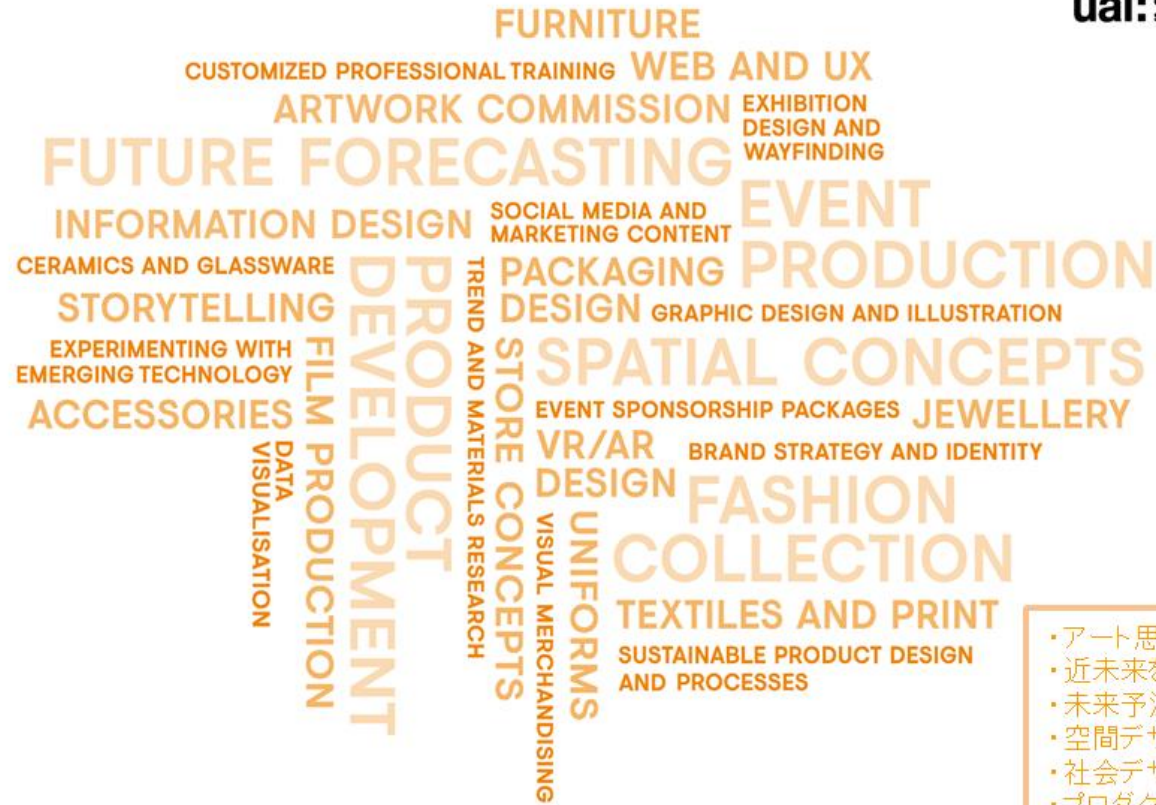 ual:
FURNITURE
CUSTOMIZED PROFESSIONAL TRAINING
WEB AND UX
ARTWORK COMMISSION
EXHIBITION
DESIGN AND
WAYFINDING
FUTURE FORECASTING
EVENT
PRODUCTION
INFORMATION DESIGN
SOCIAL MEDIA AND
MARKETING CONTENT
CERAMICS AND GLASSWARE
PRODUCT
DEVELOPMENT
TREND AND MATERIALS RESEARCH
PACKAGING
DESIGN
GRAPHIC DESIGN AND ILLUSTRATION
STORYTELLING
EXPERIMENTING WITH
EMERGING TECHNOLOGY
FILM PRODUCTION
STORE CONCEPTS
SPATIAL CONCEPTS
ACCESSORIES
EVENT SPONSORSHIP PACKAGES
JEWELLERY
VR/AR
DESIGN
BRAND STRATEGY AND IDENTITY
DATA
VISUALISATION
FASHION
COLLECTION
VISUAL MERCHANDISING
UNIFORMS
TEXTILES AND PRINT
SUSTAINABLE PRODUCT DESIGN
AND PROCESSES
・アート思
・近未来
・未来予
・空間デ
・社会デ
・プロダク